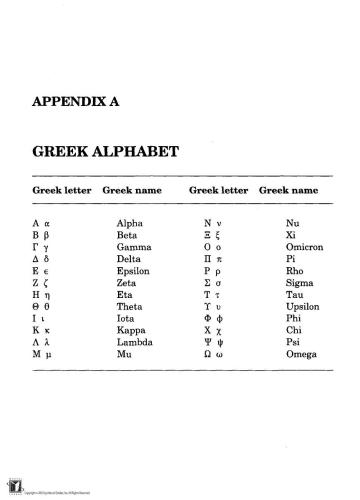 APPENDIX A
GREEK ALPHABET
Greek letter Greek name Greek letter Greek name
Α α Alpha Ν ν Nu
Β β Beta Ξ ξ Xi
Γ γ Gamma Ο ο Omicron
Δ δ Delta Π π Pi
Ε ϵ Epsilon Ρ ρ Rho
Ζ ζ Zeta Σ σ Sigma
Η η Eta Τ τ Tau
Θ θ Theta Υ υ Upsilon
Ι ι Iota Φ ϕ Phi
Κ κ Kappa Χ χ Chi
Λ λ Lambda Ψ ψ Psi
Μ μ Mu Ω ω Omega